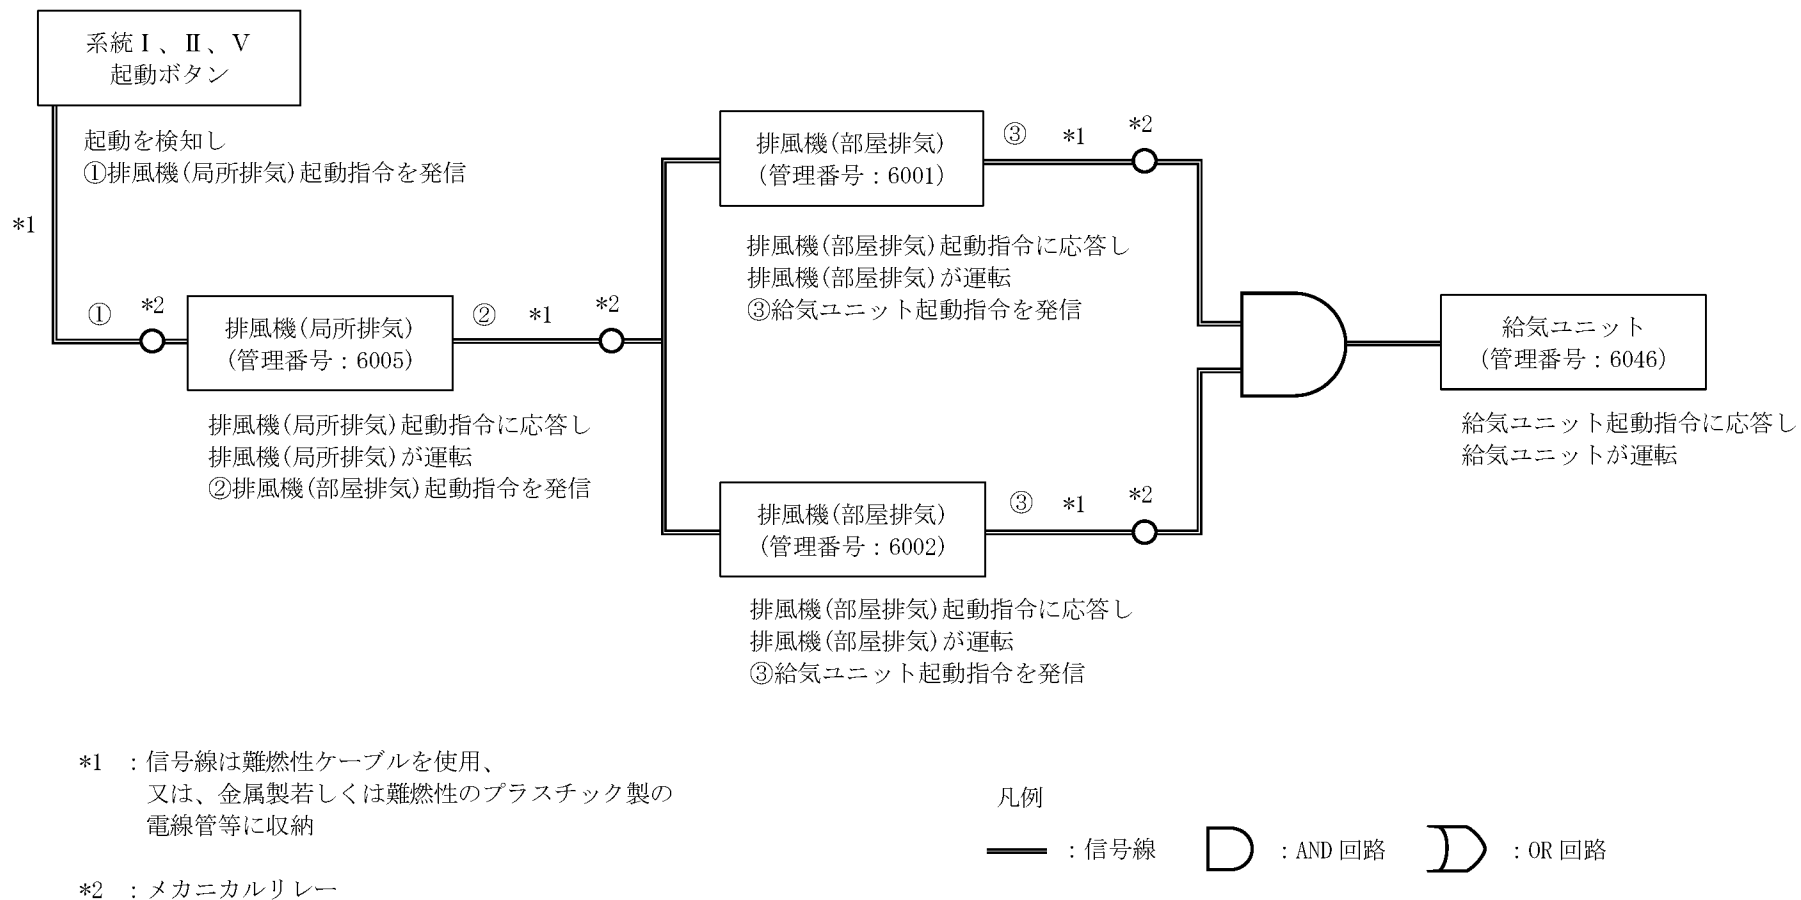 系統Ⅰ、Ⅱ、Ⅴ
起動ボタン
起動を検知し
①排風機(局所排気)起動指令を発信
*1
① *2
排風機(局所排気)
(管理番号：6005)
② *1 *2
排風機(局所排気)起動指令に応答し
排風機(局所排気)が運転
②排風機(部屋排気)起動指令を発信
排風機(部屋排気)
(管理番号：6001)
③ *1 *2
排風機(部屋排気)起動指令に応答し
排風機(部屋排気)が運転
③給気ユニット起動指令を発信
排風機(部屋排気)
(管理番号：6002)
③ *1 *2
排風機(部屋排気)起動指令に応答し
排風機(部屋排気)が運転
③給気ユニット起動指令を発信
給気ユニット
(管理番号：6046)
給気ユニット起動指令に応答し
給気ユニットが運転
*1 ：信号線は難燃性ケーブルを使用、
又は、金属製若しくは難燃性のプラスチック製の
電線管等に収納
*2 ：メカニカルリレー
凡例
：信号線 ：AND回路 ：OR回路